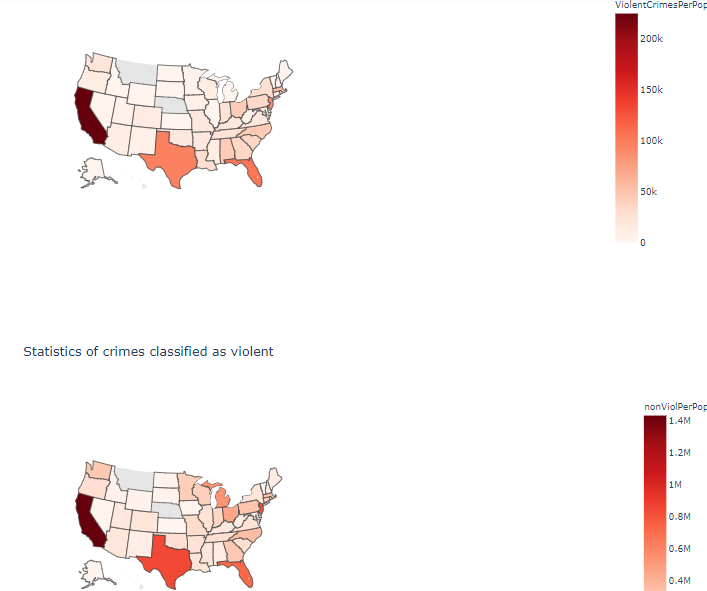 ViolentCrimesPerPop
200k
150k
100k
50k
0
Statistics of crimes classified as violent
nonViolPerPop
1.4M
1.2M
1M
0.8M
0.6M
0.4M